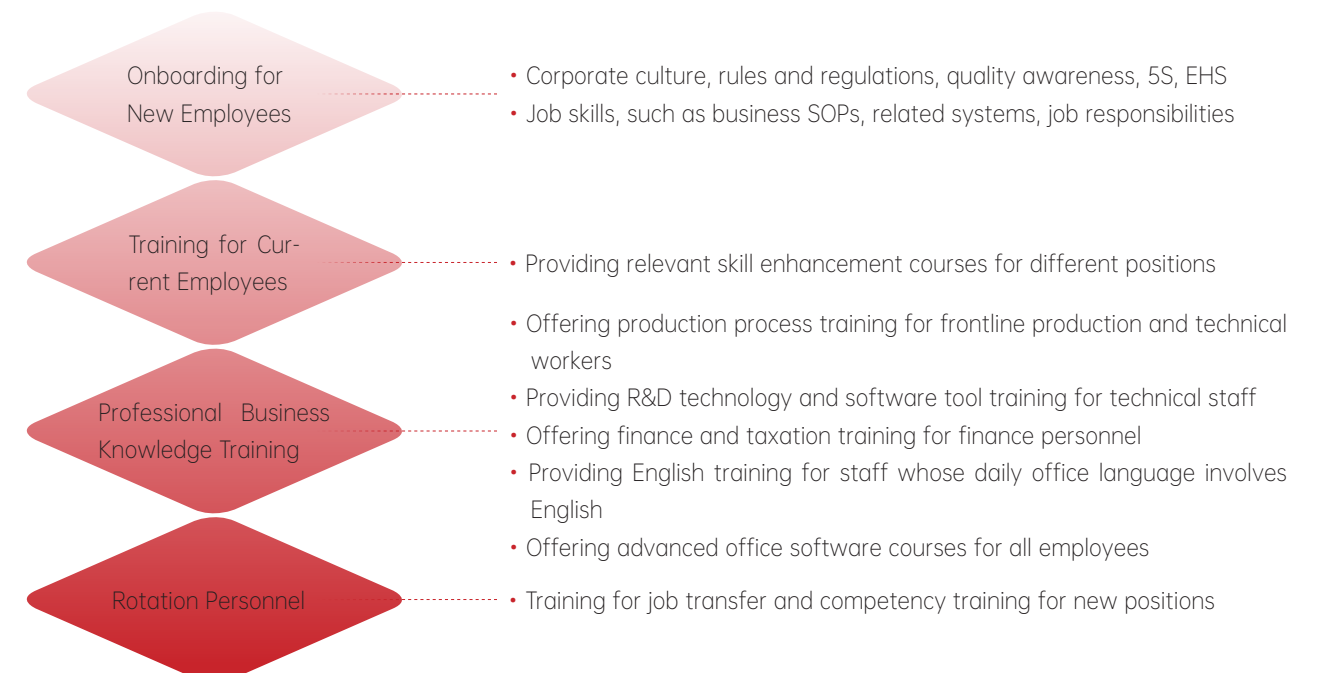 Onboarding for
New Employees
• Corporate culture, rules and regulations, quality awareness, 5S, EHS
• Job skills, such as business SOPs, related systems, job responsibilities
Training for Cur-
rent Employees
• Providing relevant skill enhancement courses for different positions
Professional Business
Knowledge Training
• Offering production process training for frontline production and technical
workers
• Providing R&D technology and software tool training for technical staff
• Offering finance and taxation training for finance personnel
• Providing English training for staff whose daily office language involves
English
• Offering advanced office software courses for all employees
Rotation Personnel
• Training for job transfer and competency training for new positions